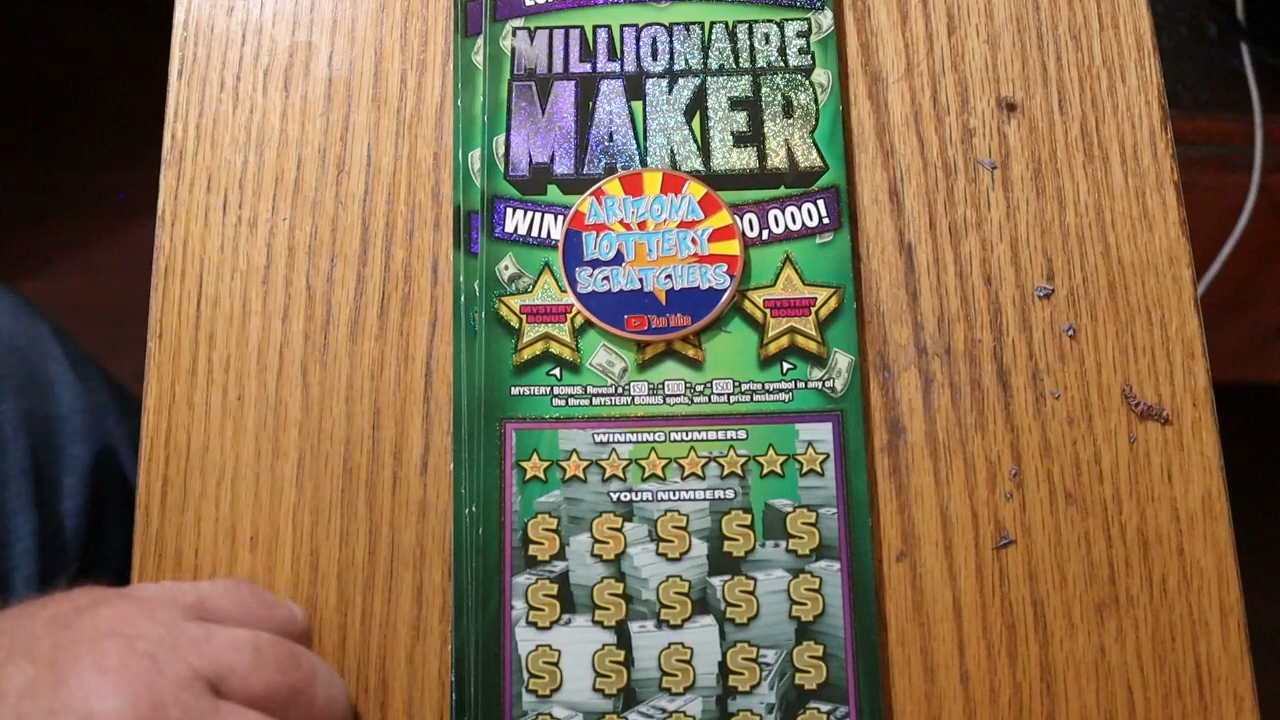 MILLIONAIRE
MAKER
WIN 00,000!
ARIZONA
LOTTERY
SCRATCHERS
YouTube
MYSTERY
BONUS
MYSTERY
BONUS
MYSTERY BONUS: Reveal a "$50", "$100", or "$500" prize symbol in any of
the three MYSTERY BONUS spots, win that prize instantly!
WINNING NUMBERS
YOUR NUMBERS
$ $ $ $ $
$ $ $ $ $
$ $ $ $ $